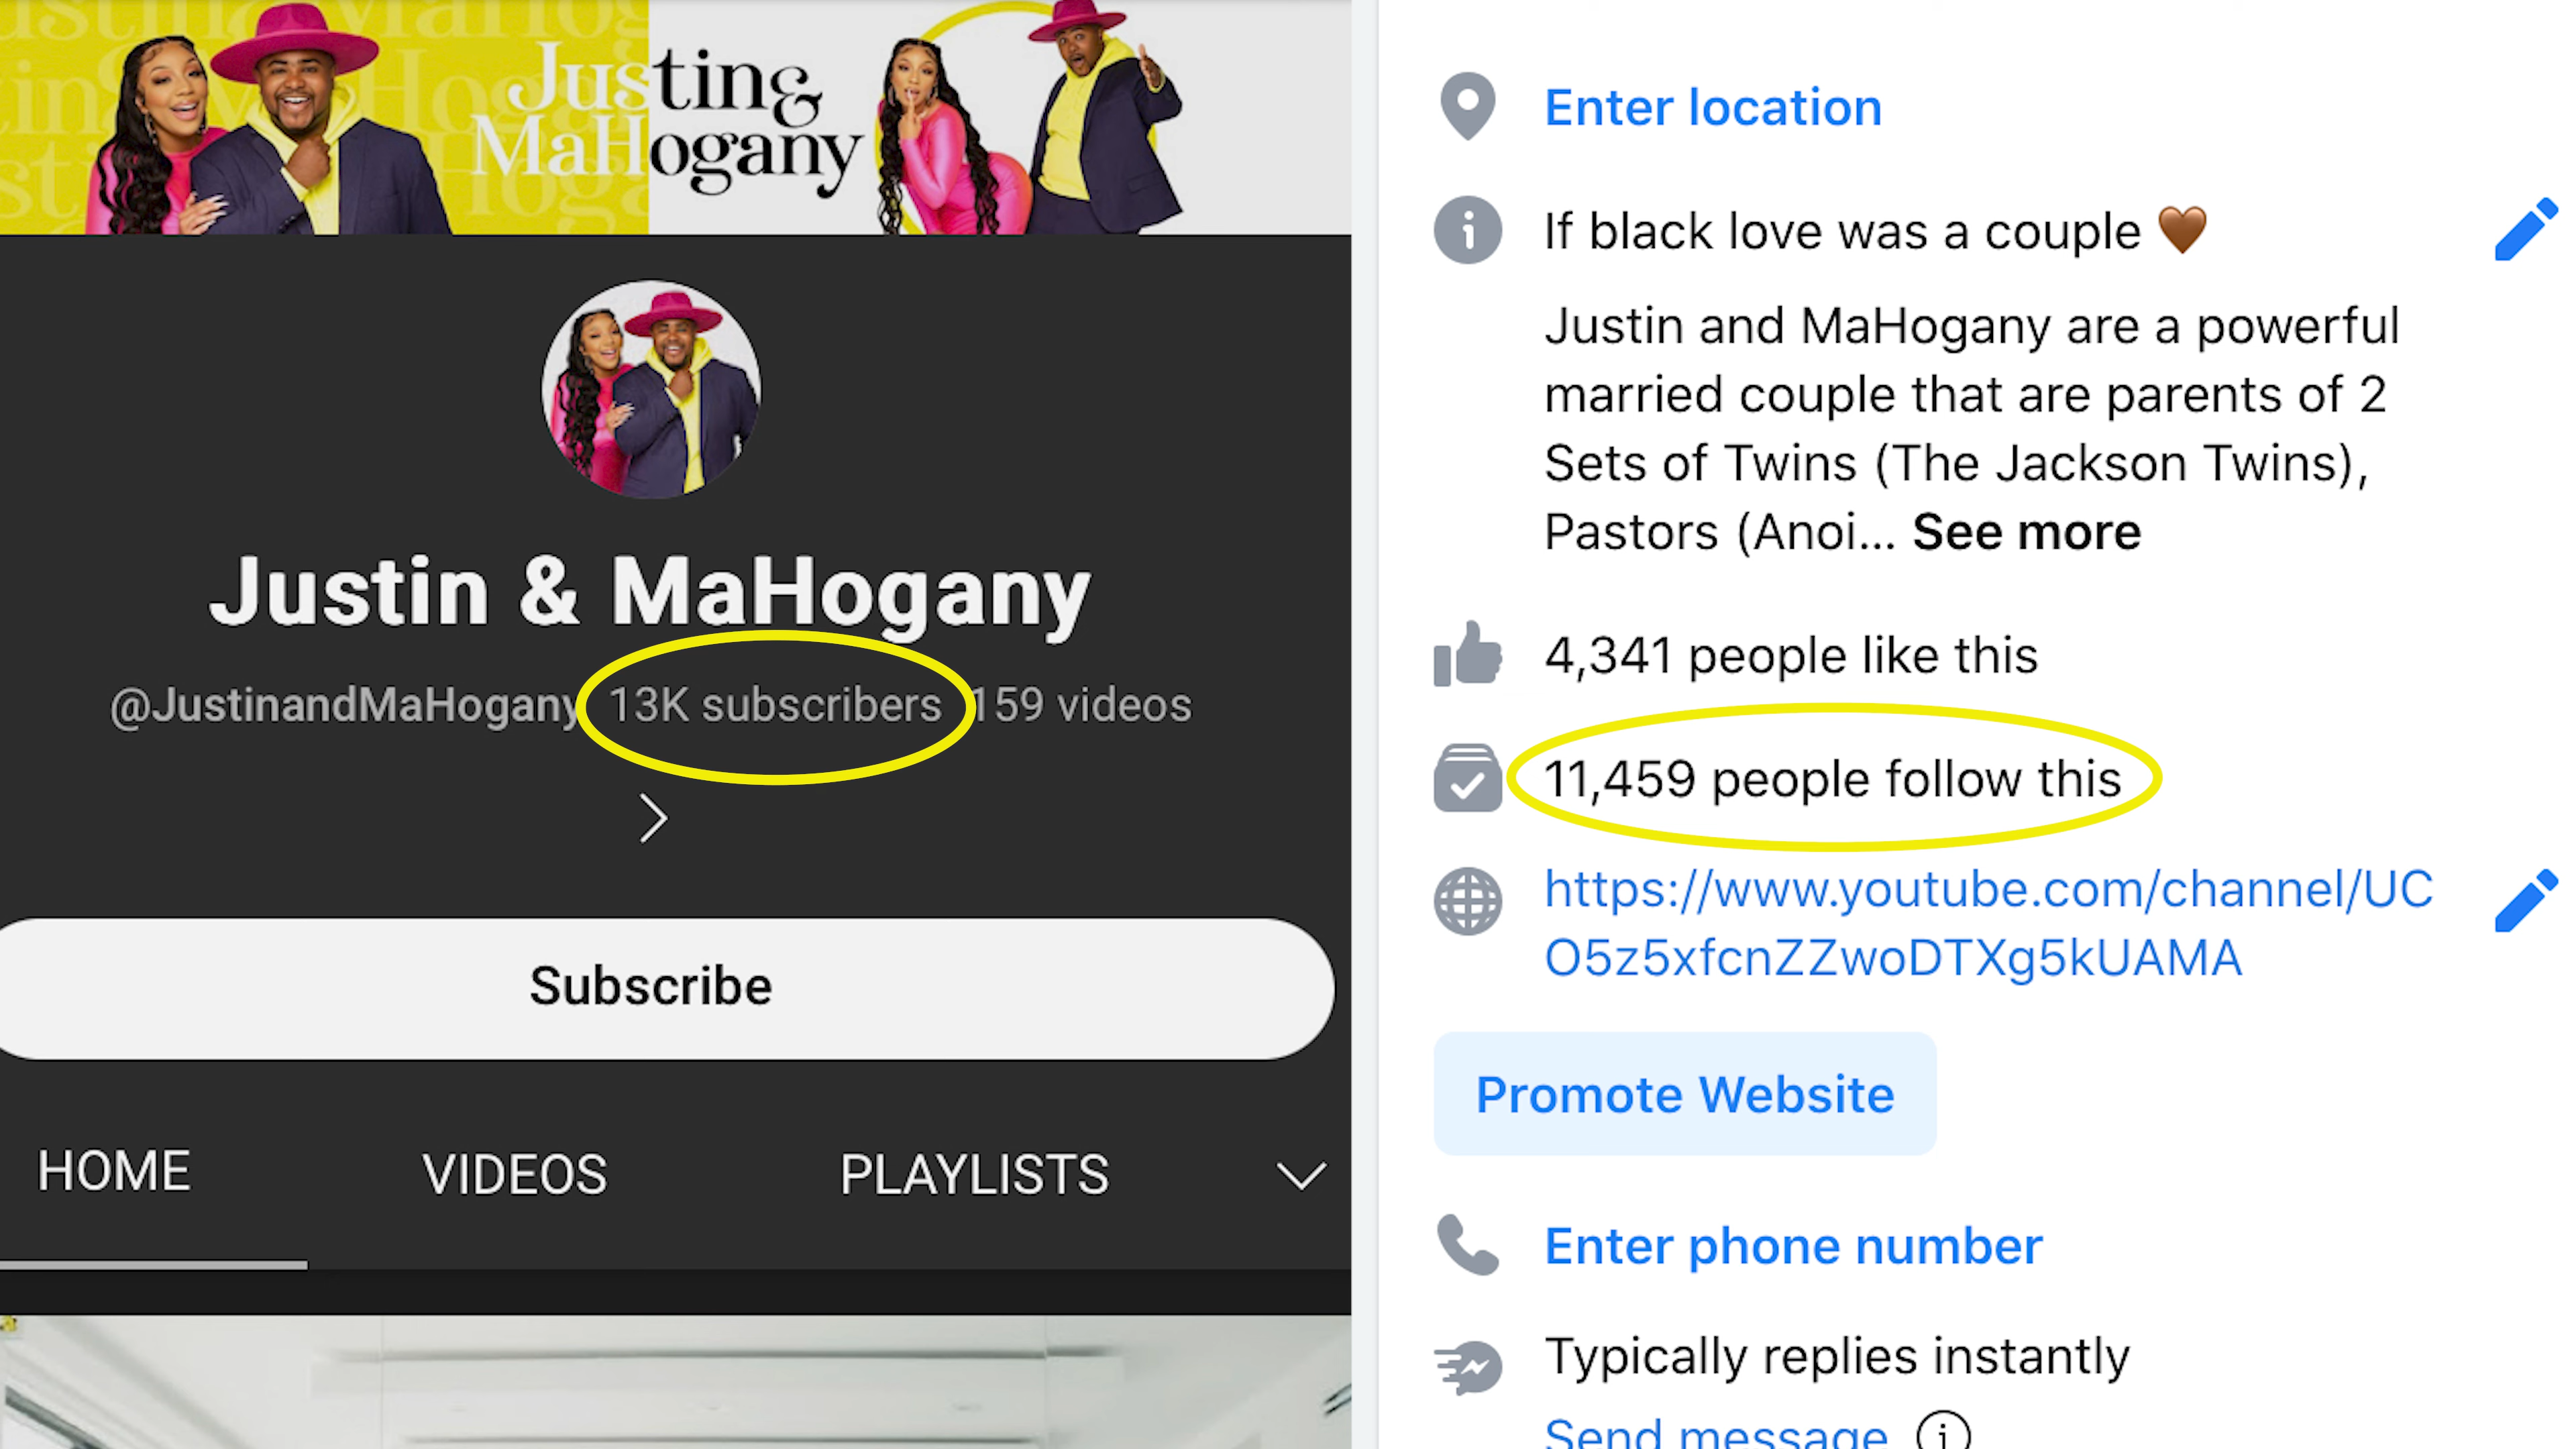 Justin&
MaHogany
Justin & MaHogany
@JustinandMaHogany 13K subscribers 159 videos
Subscribe
HOME VIDEOS PLAYLISTS
Enter location
If black love was a couple 🤎
Justin and MaHogany are a powerful
married couple that are parents of 2
Sets of Twins (The Jackson Twins),
Pastors (Anoi... See more
4,341 people like this
11,459 people follow this
https://www.youtube.com/channel/UC
O5z5xfcnZZwoDTXg5kUAMA
Promote Website
Enter phone number
Typically replies instantly
Send message